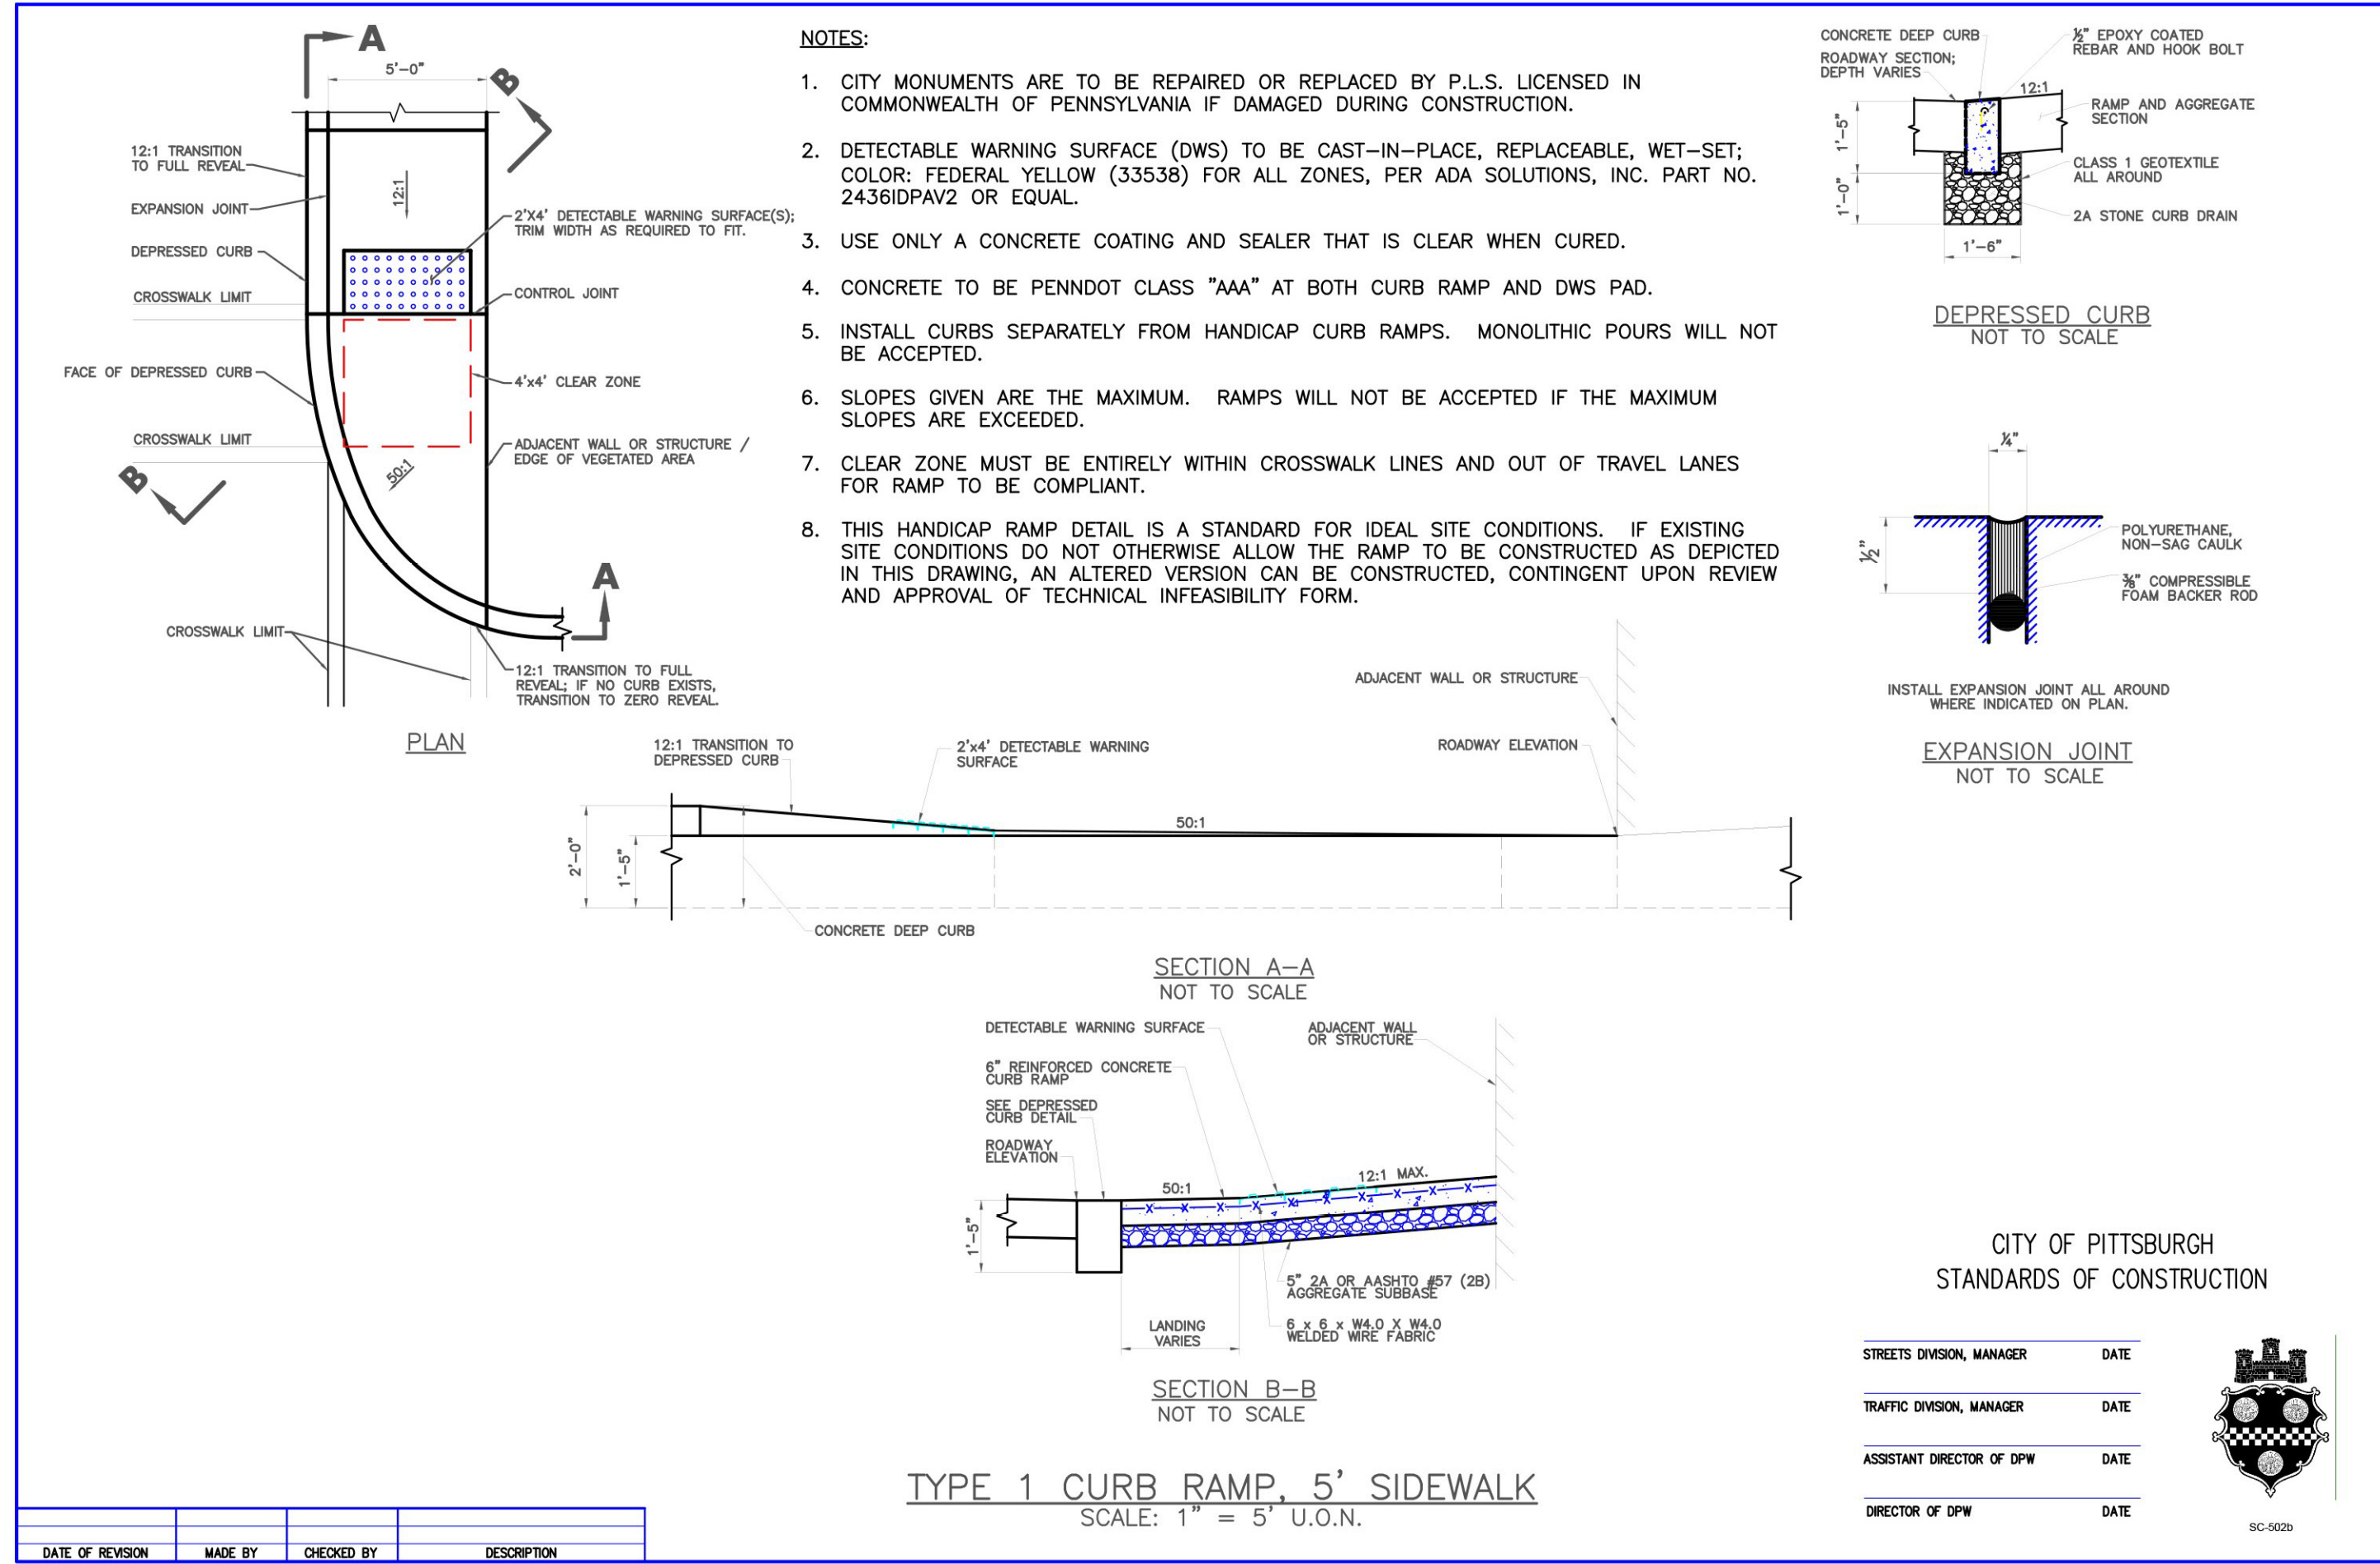 A
5'-0"
B
12:1 TRANSITION
TO FULL REVEAL
EXPANSION JOINT
12:1
2'X4' DETECTABLE WARNING SURFACE(S);
TRIM WIDTH AS REQUIRED TO FIT.
DEPRESSED CURB
CROSSWALK LIMIT
CONTROL JOINT
FACE OF DEPRESSED CURB
4'x4' CLEAR ZONE
CROSSWALK LIMIT
ADJACENT WALL OR STRUCTURE /
EDGE OF VEGETATED AREA
B
50:1
A
CROSSWALK LIMIT
12:1 TRANSITION TO FULL
REVEAL; IF NO CURB EXISTS,
TRANSITION TO ZERO REVEAL.
PLAN
NOTES:
1. CITY MONUMENTS ARE TO BE REPAIRED OR REPLACED BY P.L.S. LICENSED IN
COMMONWEALTH OF PENNSYLVANIA IF DAMAGED DURING CONSTRUCTION.
2. DETECTABLE WARNING SURFACE (DWS) TO BE CAST-IN-PLACE, REPLACEABLE, WET-SET;
COLOR: FEDERAL YELLOW (33538) FOR ALL ZONES, PER ADA SOLUTIONS, INC. PART NO.
2436IDPAV2 OR EQUAL.
3. USE ONLY A CONCRETE COATING AND SEALER THAT IS CLEAR WHEN CURED.
4. CONCRETE TO BE PENNDOT CLASS "AAA" AT BOTH CURB RAMP AND DWS PAD.
5. INSTALL CURBS SEPARATELY FROM HANDICAP CURB RAMPS. MONOLITHIC POURS WILL NOT
BE ACCEPTED.
6. SLOPES GIVEN ARE THE MAXIMUM. RAMPS WILL NOT BE ACCEPTED IF THE MAXIMUM
SLOPES ARE EXCEEDED.
7. CLEAR ZONE MUST BE ENTIRELY WITHIN CROSSWALK LINES AND OUT OF TRAVEL LANES
FOR RAMP TO BE COMPLIANT.
8. THIS HANDICAP RAMP DETAIL IS A STANDARD FOR IDEAL SITE CONDITIONS. IF EXISTING
SITE CONDITIONS DO NOT OTHERWISE ALLOW THE RAMP TO BE CONSTRUCTED AS DEPICTED
IN THIS DRAWING, AN ALTERED VERSION CAN BE CONSTRUCTED, CONTINGENT UPON REVIEW
AND APPROVAL OF TECHNICAL INFEASIBILITY FORM.
CONCRETE DEEP CURB
ROADWAY SECTION;
DEPTH VARIES
½" EPOXY COATED
REBAR AND HOOK BOLT
12:1
RAMP AND AGGREGATE
SECTION
1'-5"
CLASS 1 GEOTEXTILE
ALL AROUND
1'-0"
2A STONE CURB DRAIN
1'-6"
DEPRESSED CURB
NOT TO SCALE
¼"
½"
POLYURETHANE,
NON-SAG CAULK
⅜" COMPRESSIBLE
FOAM BACKER ROD
INSTALL EXPANSION JOINT ALL AROUND
WHERE INDICATED ON PLAN.
EXPANSION JOINT
NOT TO SCALE
ADJACENT WALL OR STRUCTURE
12:1 TRANSITION TO
DEPRESSED CURB
2'x4' DETECTABLE WARNING
SURFACE
ROADWAY ELEVATION
50:1
2'-0"
1'-5"
CONCRETE DEEP CURB
SECTION A-A
NOT TO SCALE
DETECTABLE WARNING SURFACE
ADJACENT WALL
OR STRUCTURE
6" REINFORCED CONCRETE
CURB RAMP
SEE DEPRESSED
CURB DETAIL
ROADWAY
ELEVATION
50:1
12:1 MAX.
1'-5"
5" 2A OR AASHTO #57 (2B)
AGGREGATE SUBBASE
LANDING
VARIES
6 x 6 x W4.0 X W4.0
WELDED WIRE FABRIC
SECTION B-B
NOT TO SCALE
TYPE 1 CURB RAMP, 5' SIDEWALK
SCALE: 1" = 5' U.O.N.
CITY OF PITTSBURGH
STANDARDS OF CONSTRUCTION
STREETS DIVISION, MANAGER DATE
TRAFFIC DIVISION, MANAGER DATE
ASSISTANT DIRECTOR OF DPW DATE
DIRECTOR OF DPW DATE
SC-502b
DATE OF REVISION MADE BY CHECKED BY DESCRIPTION